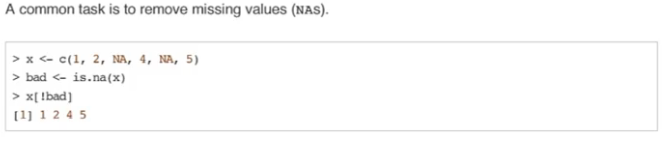 A common task is to remove missing values (NAs).
> x <- c(1, 2, NA, 4, NA, 5)
> bad <- is.na(x)
> x[!bad]
[1] 1 2 4 5